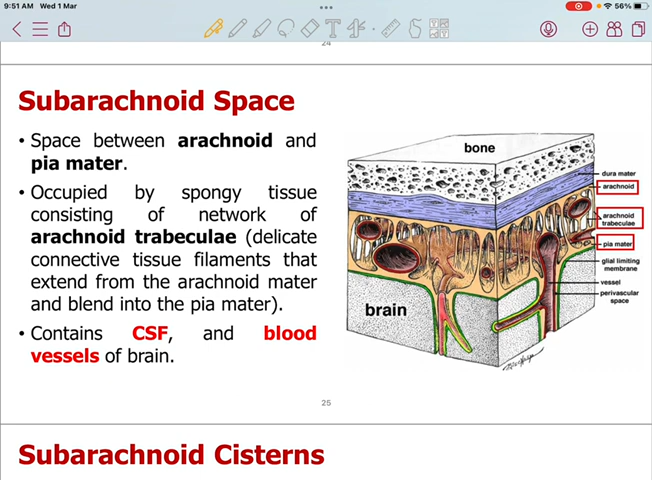 9:51 AM Wed 1 Mar
56%
24
Subarachnoid Space
• Space between arachnoid and
pia mater.
• Occupied by spongy tissue
consisting of network of
arachnoid trabeculae (delicate
connective tissue filaments that
extend from the arachnoid mater
and blend into the pia mater).
• Contains CSF, and blood
vessels of brain.
bone
dura mater
arachnoid
arachnoid
trabeculae
pia mater
glial limiting
membrane
vessel
perivascular
space
brain
25
Subarachnoid Cisterns